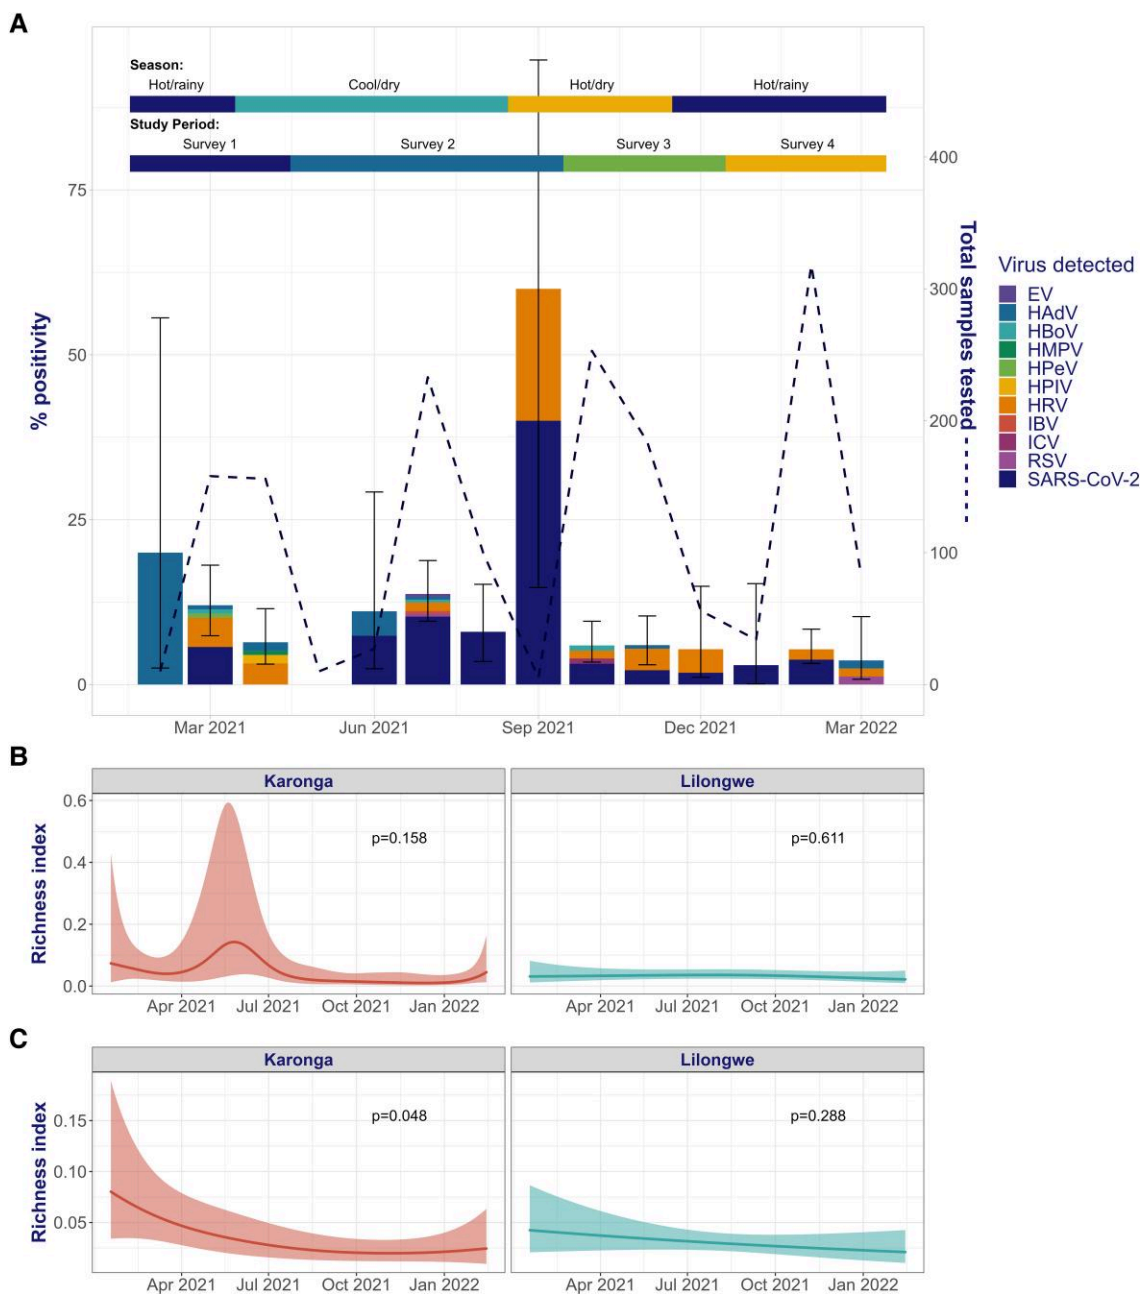 A
Season:
Hot/rainy Cool/dry Hot/dry Hot/rainy
Study Period:
Survey 1 Survey 2 Survey 3 Survey 4
% positivity
75
50
25
0
400
300
200
100
0
Total samples tested
Mar 2021 Jun 2021 Sep 2021 Dec 2021 Mar 2022
Virus detected
EV
HAdV
HBoV
HMPV
HPeV
HPIV
HRV
IBV
ICV
RSV
SARS-CoV-2
B
Karonga Lilongwe
Richness index
0.6
0.4
0.2
0.0
p=0.158 p=0.611
Apr 2021 Jul 2021 Oct 2021 Jan 2022 Apr 2021 Jul 2021 Oct 2021 Jan 2022
C
Karonga Lilongwe
Richness index
0.15
0.10
0.05
p=0.048 p=0.288
Apr 2021 Jul 2021 Oct 2021 Jan 2022 Apr 2021 Jul 2021 Oct 2021 Jan 2022